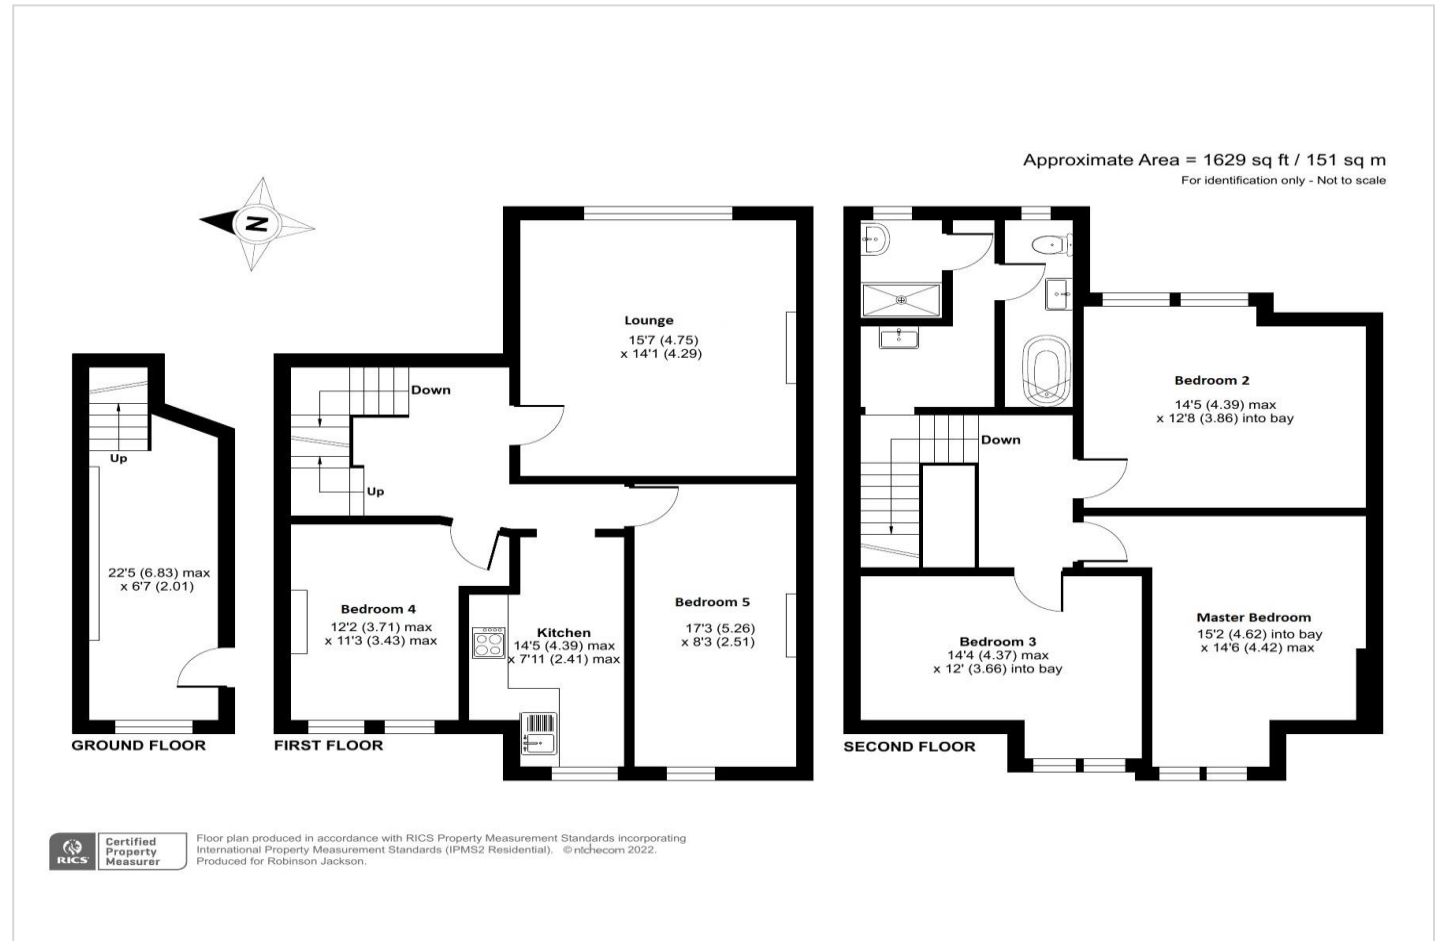 Approximate Area = 1629 sq ft / 151 sq m
For identification only - Not to scale
N
Up
22'5 (6.83) max
x 6'7 (2.01)
GROUND FLOOR
Lounge
15'7 (4.75)
x 14'1 (4.29)
Down
Up
Bedroom 4
12'2 (3.71) max
x 11'3 (3.43) max
Kitchen
14'5 (4.39) max
x 7'11 (2.41) max
Bedroom 5
17'3 (5.26)
x 8'3 (2.51)
FIRST FLOOR
Bedroom 2
14'5 (4.39) max
x 12'8 (3.86) into bay
Down
Master Bedroom
15'2 (4.62) into bay
x 14'6 (4.42) max
Bedroom 3
14'4 (4.37) max
x 12' (3.66) into bay
SECOND FLOOR
RICS
Certified
Property
Measurer
Floor plan produced in accordance with RICS Property Measurement Standards incorporating
International Property Measurement Standards (IPMS2 Residential). © nichecom 2022.
Produced for Robinson Jackson.